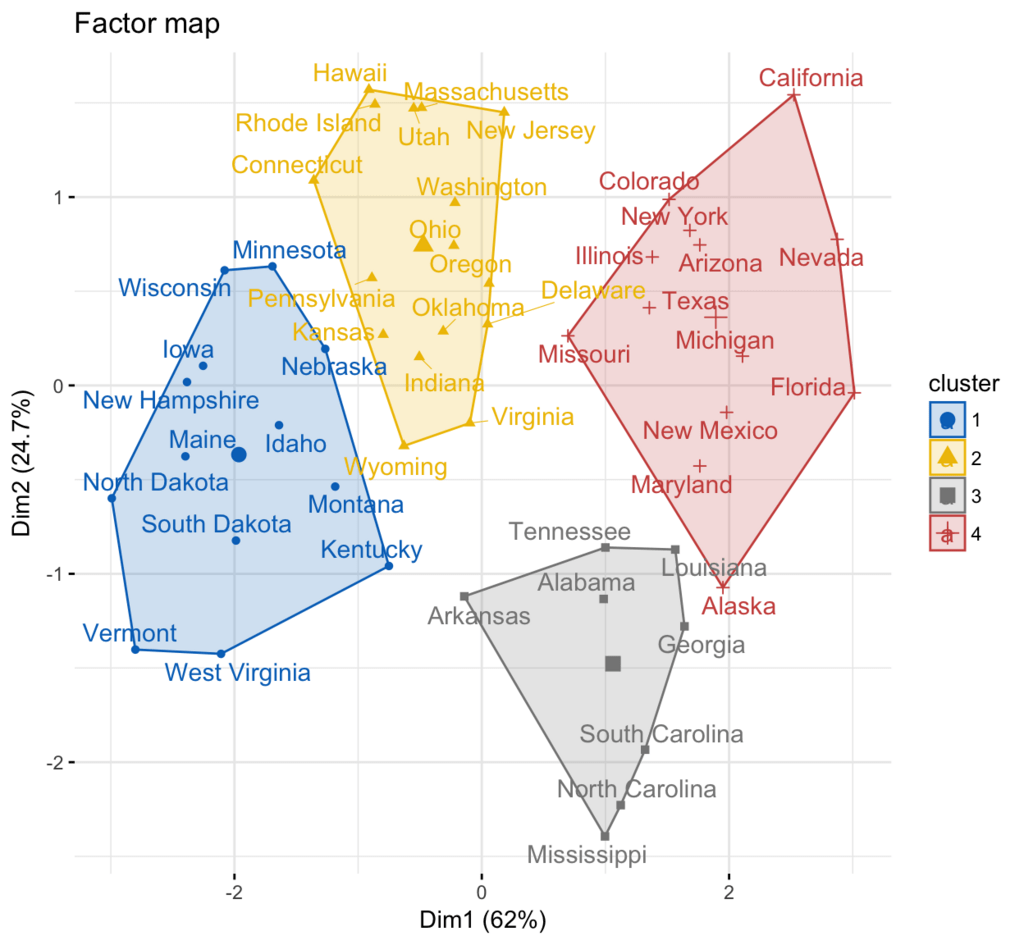 Factor map
Hawaii
California
Massachusetts
Rhode Island
Utah
New Jersey
Connecticut
Colorado
Washington
1
New York
Ohio
Minnesota
Illinois
Nevada
Oregon
Arizona
Wisconsin
Delaware
Pennsylvania
Oklahoma
Texas
Kansas
Michigan
Iowa
Missouri
Nebraska
0
Indiana
Florida
cluster
New Hampshire
Virginia
1
New Mexico
Maine
Idaho
2
Wyoming
North Dakota
Maryland
3
Montana
South Dakota
Tennessee
4
Kentucky
Louisiana
-1
Alabama
Alaska
Arkansas
Vermont
Georgia
West Virginia
South Carolina
-2
North Carolina
Mississippi
-2
0
2
Dim1 (62%)
Dim2 (24.7%)